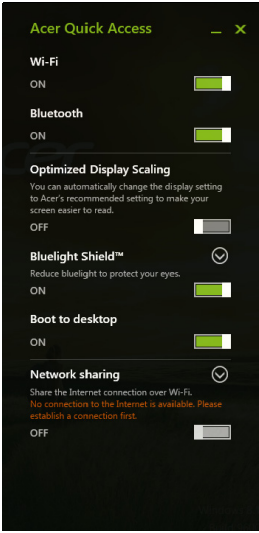 Acer Quick Access
Wi-Fi
ON
Bluetooth
ON
Optimized Display Scaling
You can automatically change the display setting
to Acer's recommended setting to make your
screen easier to read.
OFF
Bluelight Shield™
Reduce bluelight to protect your eyes.
ON
Boot to desktop
ON
Network sharing
Share the Internet connection over Wi-Fi.
No connection to the Internet is available. Please
establish a connection first.
OFF